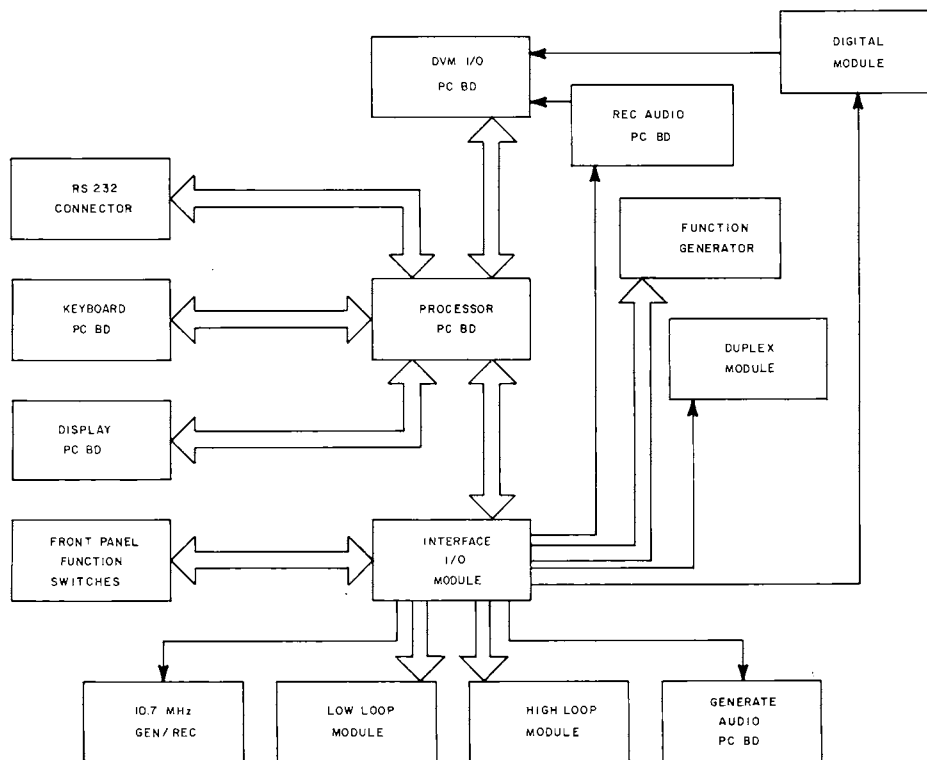 DIGITAL
MODULE
DVM I/O
PC BD
REC AUDIO
PC BD
RS 232
CONNECTOR
FUNCTION
GENERATOR
KEYBOARD
PC BD
PROCESSOR
PC BD
DUPLEX
MODULE
DISPLAY
PC BD
FRONT PANEL
FUNCTION
SWITCHES
INTERFACE
I/O
MODULE
10.7 MHz
GEN/REC
LOW LOOP
MODULE
HIGH LOOP
MODULE
GENERATE
AUDIO
PC BD